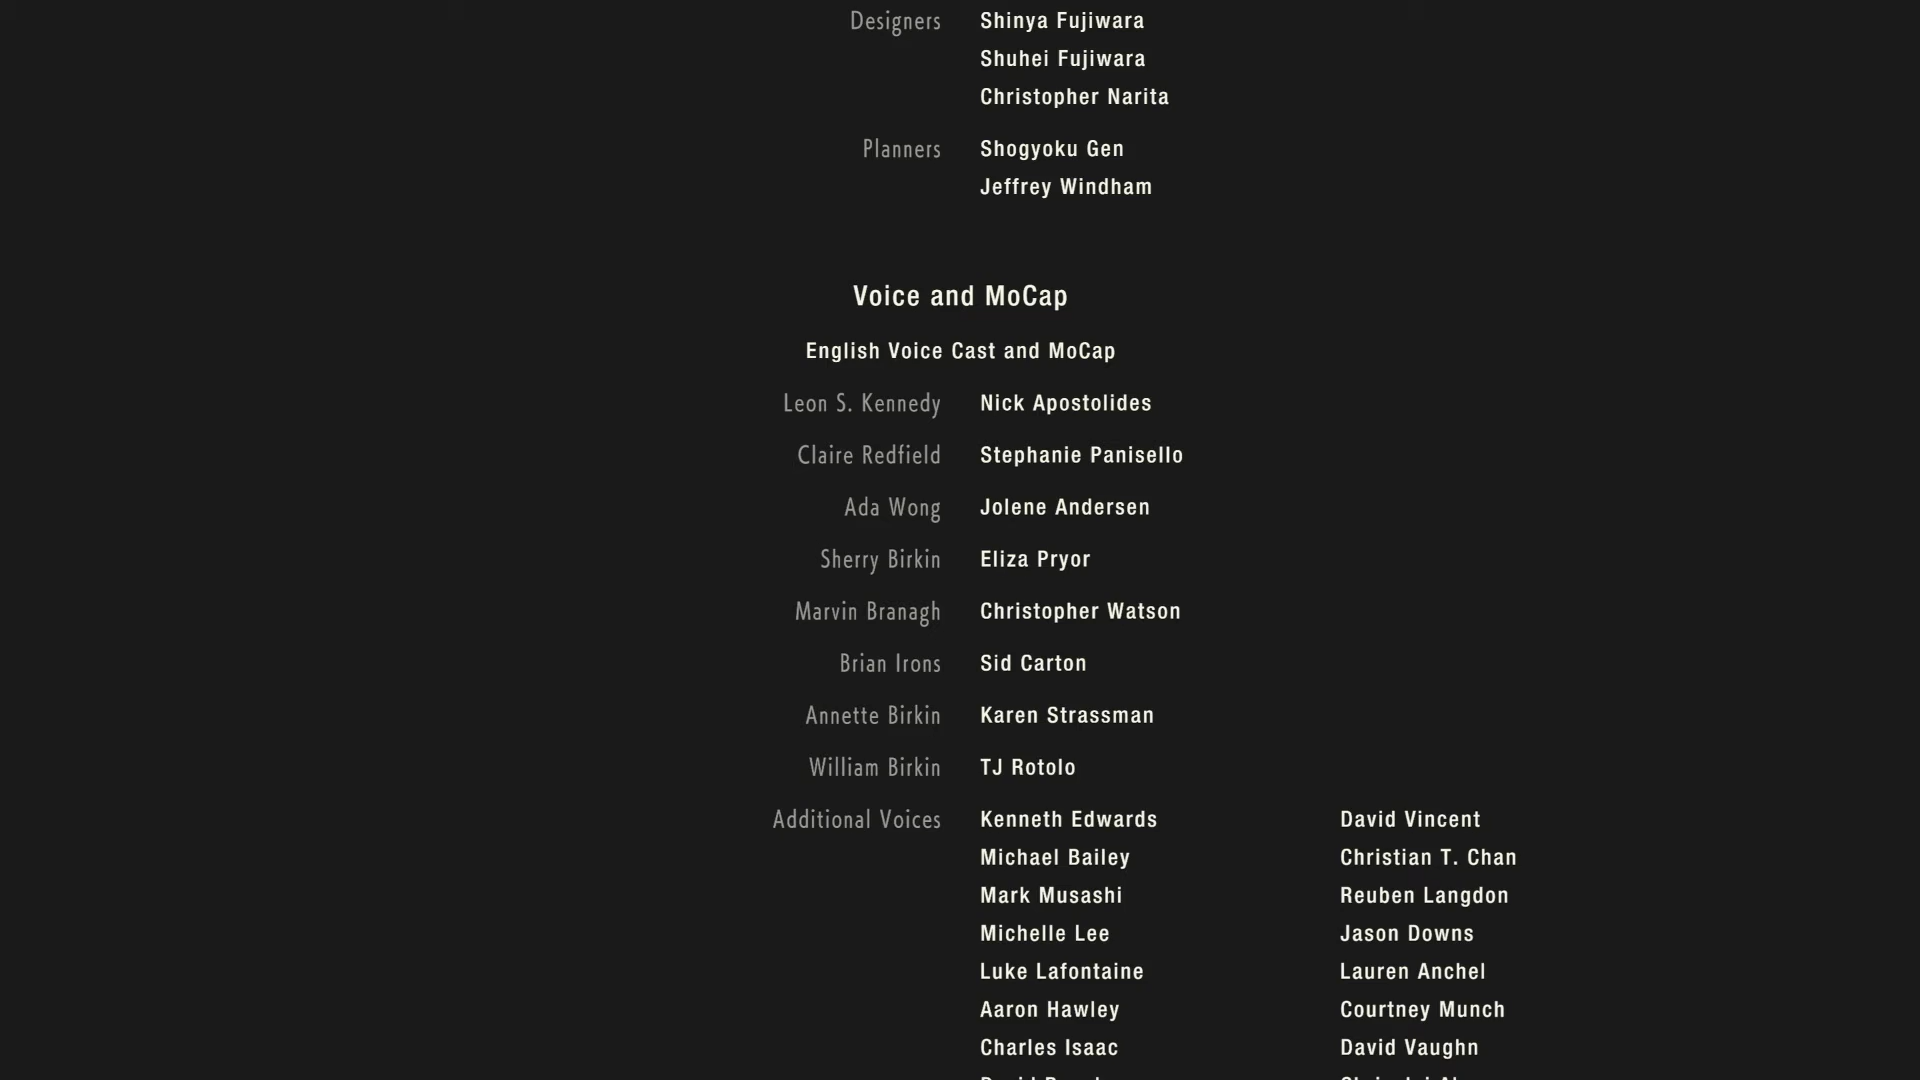 Designers Shinya Fujiwara
Shuhei Fujiwara
Christopher Narita
Planners Shogyoku Gen
Jeffrey Windham
Voice and MoCap
English Voice Cast and MoCap
Leon S. Kennedy Nick Apostolides
Claire Redfield Stephanie Panisello
Ada Wong Jolene Andersen
Sherry Birkin Eliza Pryor
Marvin Branagh Christopher Watson
Brian Irons Sid Carton
Annette Birkin Karen Strassman
William Birkin TJ Rotolo
Additional Voices Kenneth Edwards David Vincent
Michael Bailey Christian T. Chan
Mark Musashi Reuben Langdon
Michelle Lee Jason Downs
Luke Lafontaine Lauren Anchel
Aaron Hawley Courtney Munch
Charles Isaac David Vaughn